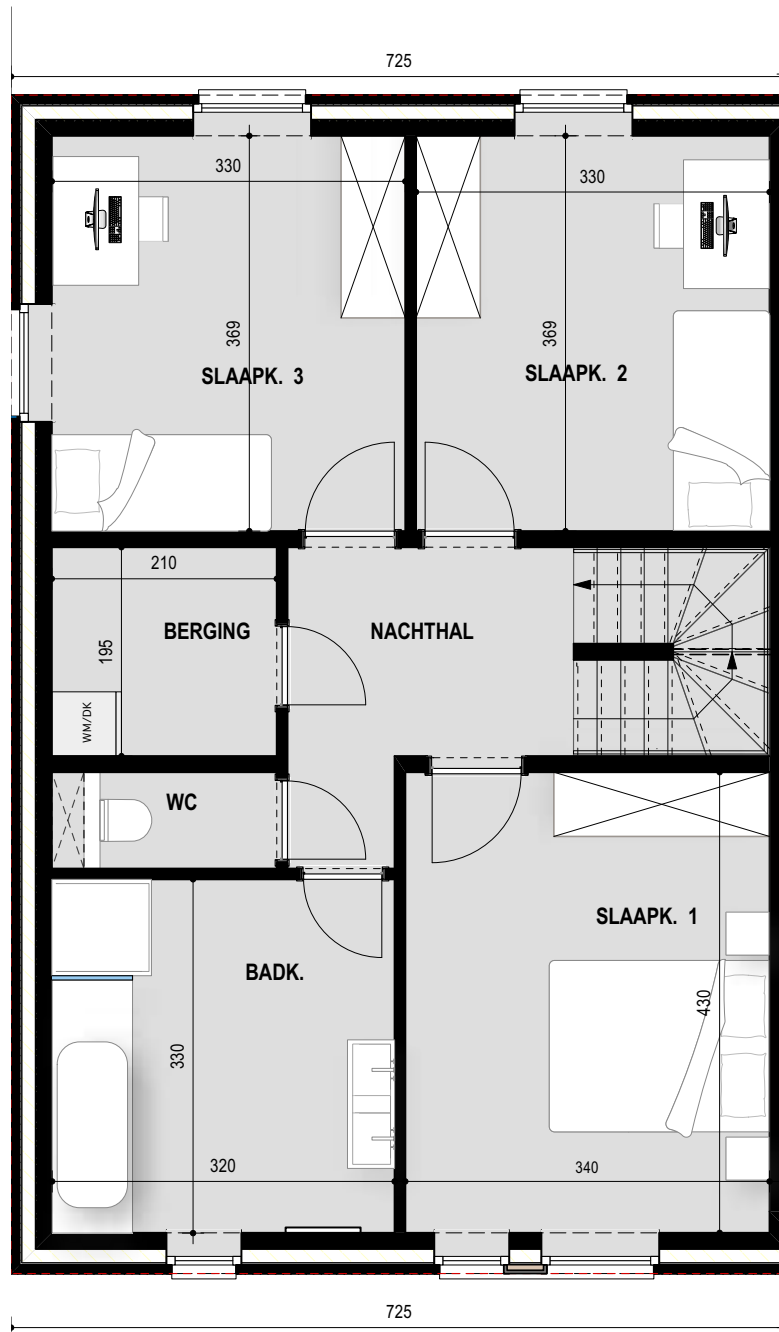 725
330
330
369
369
SLAAPK. 3
SLAAPK. 2
210
BERGING
NACHTHAL
195
WM/DK
WC
SLAAPK. 1
BADK.
430
330
320
340
725